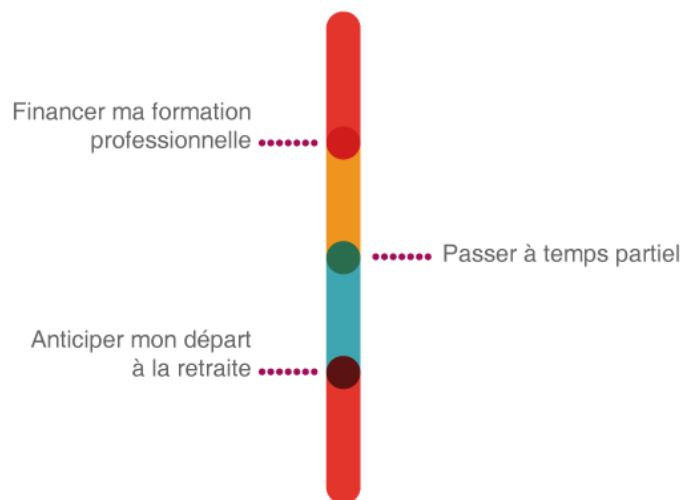 Financer ma formation
professionnelle
Passer à temps partiel
Anticiper mon départ
à la retraite